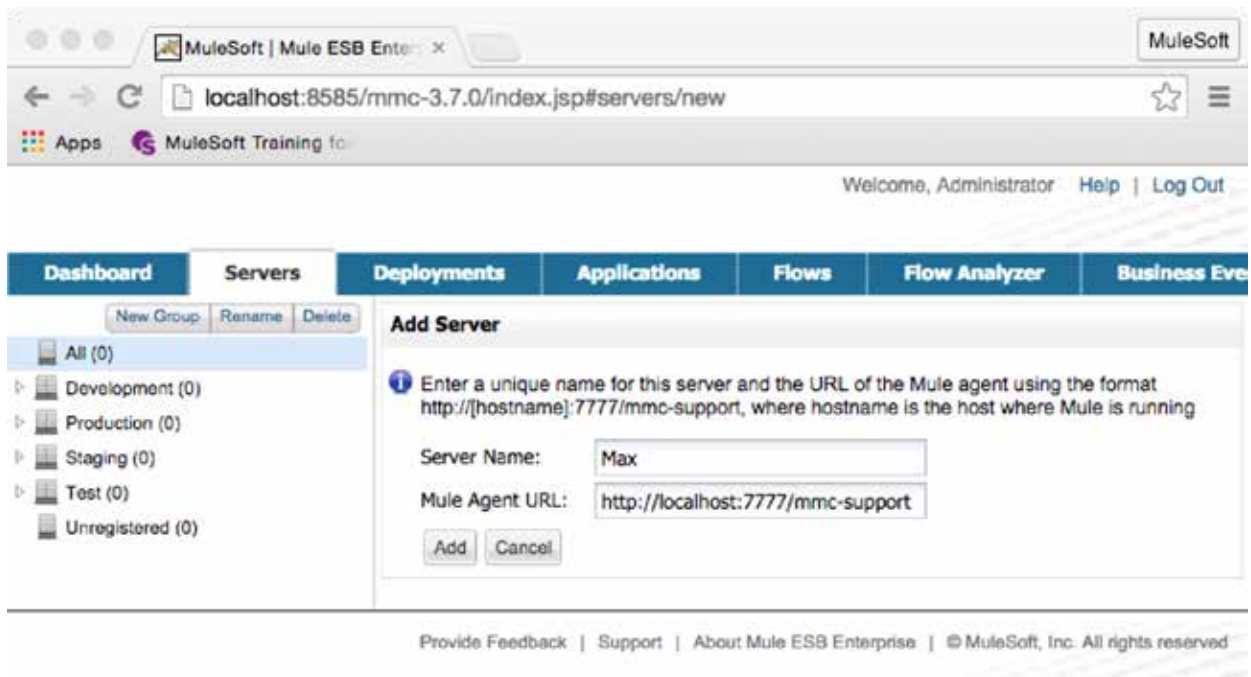 MuleSoft | Mule ESB Enter
MuleSoft
localhost:8585/mmc-3.7.0/index.jsp#servers/new
Apps MuleSoft Training fo
Welcome, Administrator Help | Log Out
Dashboard Servers Deployments Applications Flows Flow Analyzer Business Eve
New Group Rename Delete
All (0)
Development (0)
Production (0)
Staging (0)
Test (0)
Unregistered (0)
Add Server
Enter a unique name for this server and the URL of the Mule agent using the format
http://[hostname]:7777/mmc-support, where hostname is the host where Mule is running
Server Name: Max
Mule Agent URL: http://localhost:7777/mmc-support
Add Cancel
Provide Feedback | Support | About Mule ESB Enterprise | © MuleSoft, Inc. All rights reserved